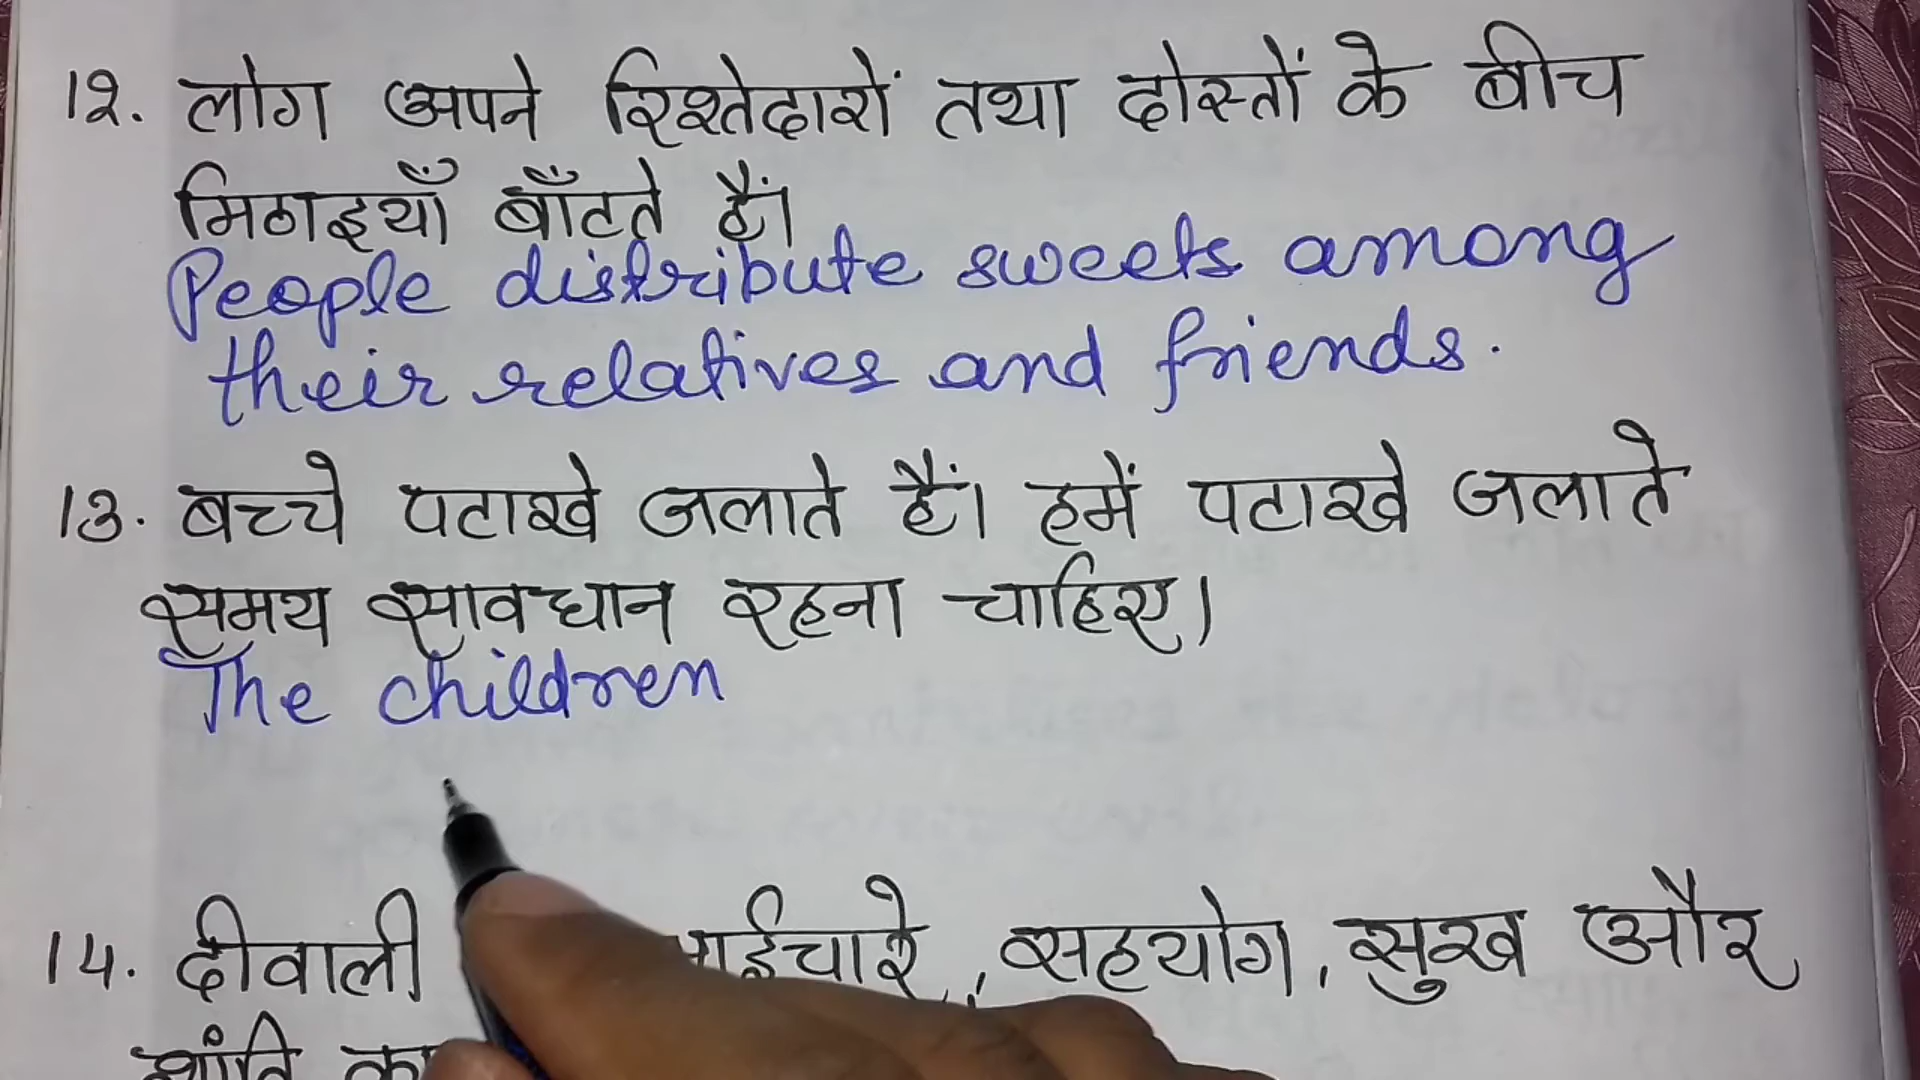 12. लोग अपने रिश्तेदारों तथा दोस्तों के बीच
मिठाइयाँ बाँटते हैं।
People distribute sweets among
their relatives and friends.
13. बच्चे पटाखे जलाते हैं। हमें पटाखे जलाते
समय सावधान रहना चाहिए।
The children
14. दीवाली भाईचारे, सहयोग, सुख और
शांति का